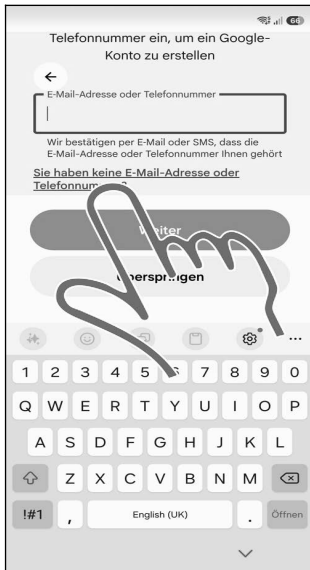 66
Telefonnummer ein, um ein Google-
Konto zu erstellen
E-Mail-Adresse oder Telefonnummer
Wir bestätigen per E-Mail oder SMS, dass die
E-Mail-Adresse oder Telefonnummer Ihnen gehört
Sie haben keine E-Mail-Adresse oder
Telefonnummer?
Weiter
Überspringen
1 2 3 4 5 6 7 8 9 0
Q W E R T Y U I O P
A S D F G H J K L
Z X C V B N M
!#1 , English (UK) . Öffnen